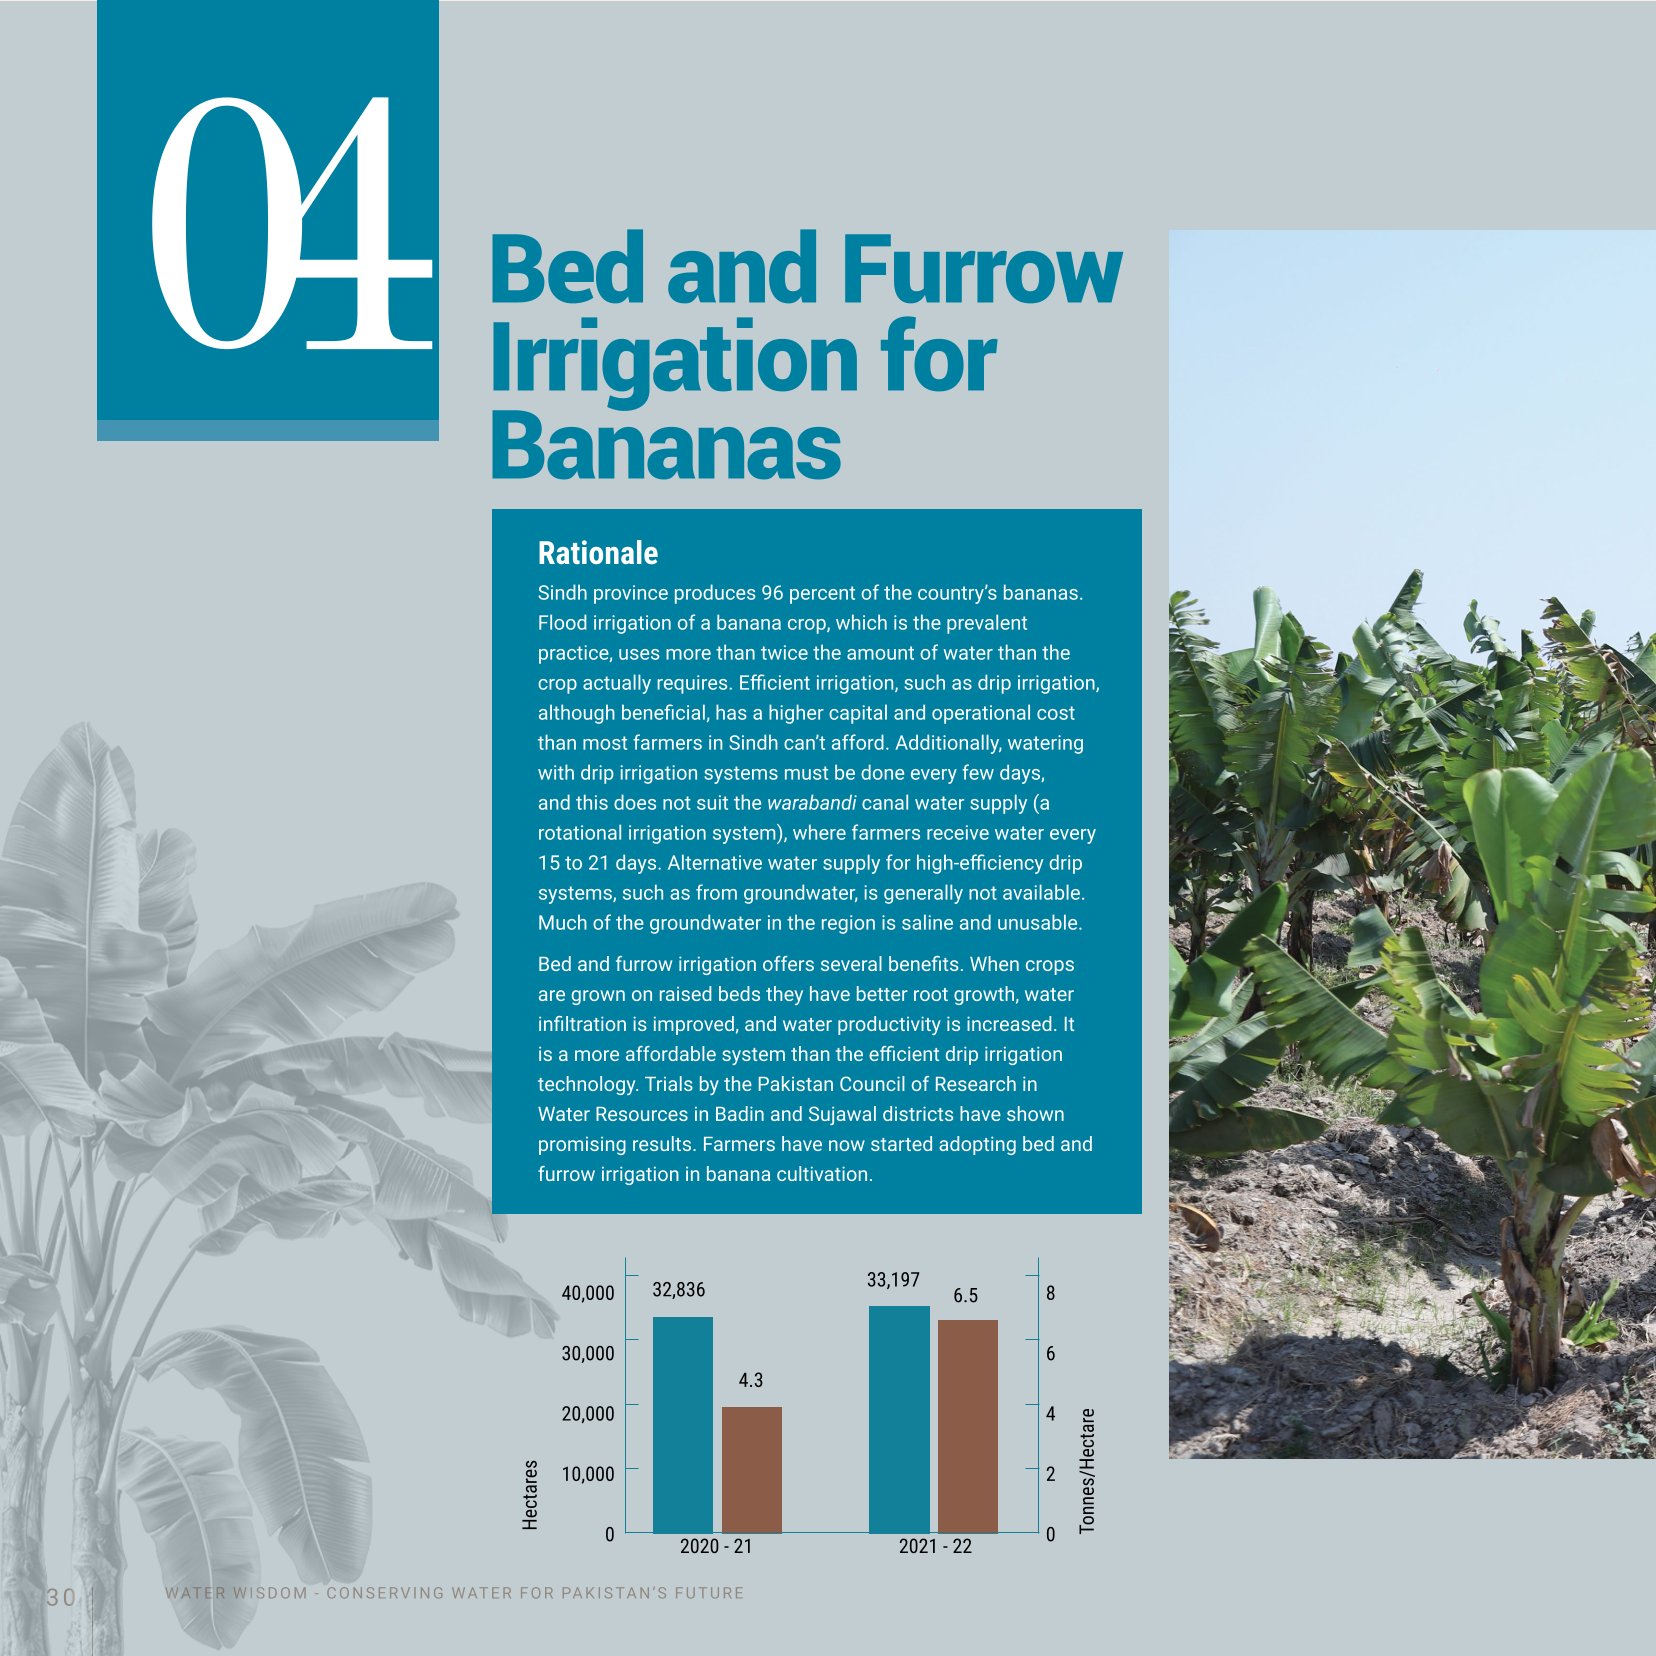 04
Bed and Furrow
Irrigation for
Bananas
Rationale
Sindh province produces 96 percent of the country's bananas.
Flood irrigation of a banana crop, which is the prevalent
practice, uses more than twice the amount of water than the
crop actually requires. Efficient irrigation, such as drip irrigation,
although beneficial, has a higher capital and operational cost
than most farmers in Sindh can't afford. Additionally, watering
with drip irrigation systems must be done every few days,
and this does not suit the warabandi canal water supply (a
rotational irrigation system), where farmers receive water every
15 to 21 days. Alternative water supply for high-efficiency drip
systems, such as from groundwater, is generally not available.
Much of the groundwater in the region is saline and unusable.
Bed and furrow irrigation offers several benefits. When crops
are grown on raised beds they have better root growth, water
infiltration is improved, and water productivity is increased. It
is a more affordable system than the efficient drip irrigation
technology. Trials by the Pakistan Council of Research in
Water Resources in Badin and Sujawal districts have shown
promising results. Farmers have now started adopting bed and
furrow irrigation in banana cultivation.
Hectares
40,000
30,000
20,000
10,000
0
32,836
4.3
33,197
6.5
2020 - 21
2021 - 22
8
6
4
2
0
Tonnes/Hectare
30
WATER WISDOM - CONSERVING WATER FOR PAKISTAN'S FUTURE